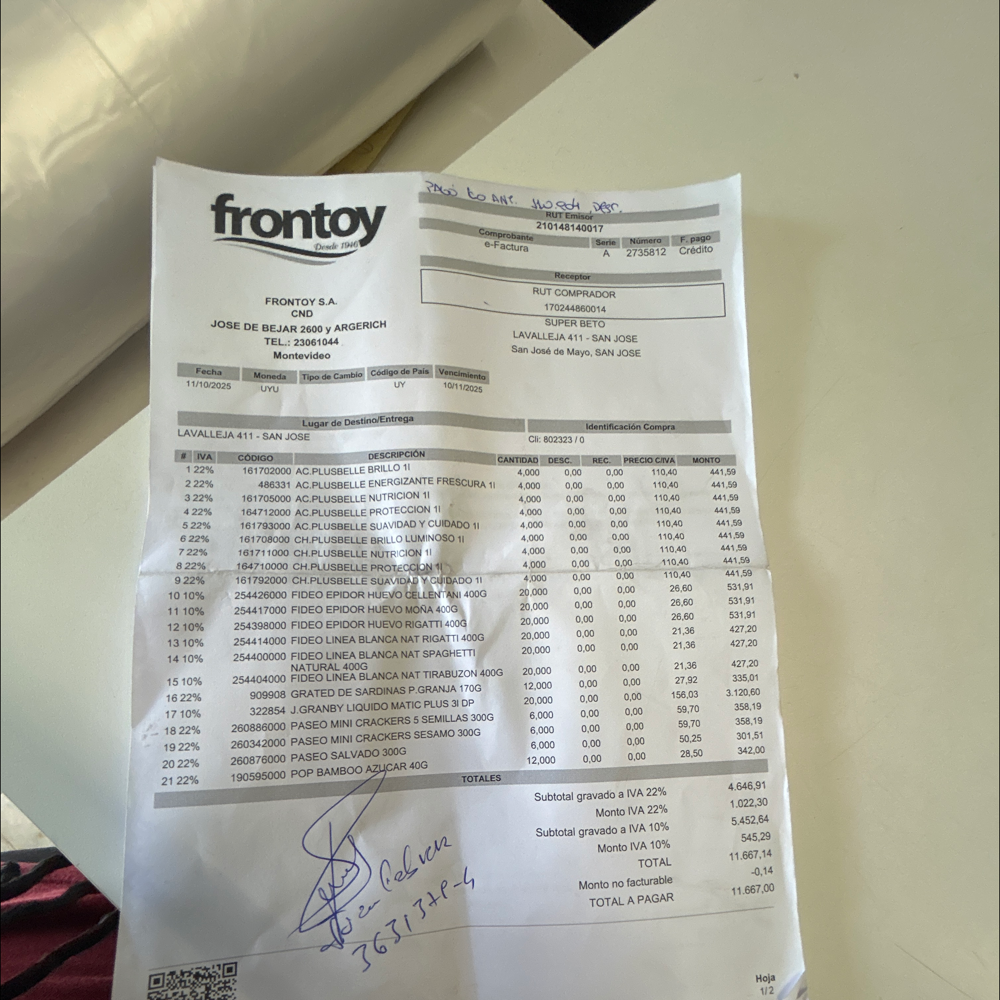 frontoy
Desde 1946
RUT Emisor
210148140017
Comprobante Serie Número F. pago
e-Factura A 2735812 Crédito
Receptor
RUT COMPRADOR
170244860014
SUPER BETO
LAVALLEJA 411 - SAN JOSE
San José de Mayo, SAN JOSE
FRONTOY S.A.
CND
JOSE DE BEJAR 2600 y ARGERICH
TEL.: 23061044
Montevideo
Fecha Moneda Tipo de Cambio Código de País Vencimiento
11/10/2025 UYU UY 10/11/2025
Lugar de Destino/Entrega Identificación Compra
LAVALLEJA 411 - SAN JOSE Cli: 802323 / 0
# IVA CÓDIGO DESCRIPCIÓN CANTIDAD DESC. REC. PRECIO C/IVA MONTO
1 22% 161702000 AC.PLUSBELLE BRILLO 1l 4,000 0,00 0,00 110,40 441,59
2 22% 486331 AC.PLUSBELLE ENERGIZANTE FRESCURA 1l 4,000 0,00 0,00 110,40 441,59
3 22% 161705000 AC.PLUSBELLE NUTRICION 1l 4,000 0,00 0,00 110,40 441,59
4 22% 164712000 AC.PLUSBELLE PROTECCION 1l 4,000 0,00 0,00 110,40 441,59
5 22% 161793000 AC.PLUSBELLE SUAVIDAD Y CUIDADO 1l 4,000 0,00 0,00 110,40 441,59
6 22% 161708000 CH.PLUSBELLE BRILLO LUMINOSO 1l 4,000 0,00 0,00 110,40 441,59
7 22% 161711000 CH.PLUSBELLE NUTRICION 1l 4,000 0,00 0,00 110,40 441,59
8 22% 164710000 CH.PLUSBELLE PROTECCION 1l 4,000 0,00 0,00 110,40 441,59
9 22% 161792000 CH.PLUSBELLE SUAVIDAD Y CUIDADO 1l 4,000 0,00 0,00 110,40 441,59
10 10% 254426000 FIDEO EPIDOR HUEVO CELLENTANI 400G 20,000 0,00 0,00 26,60 531,91
11 10% 254417000 FIDEO EPIDOR HUEVO MOÑA 400G 20,000 0,00 0,00 26,60 531,91
12 10% 254398000 FIDEO EPIDOR HUEVO RIGATTI 400G 20,000 0,00 0,00 26,60 531,91
13 10% 254414000 FIDEO LINEA BLANCA NAT RIGATTI 400G 20,000 0,00 0,00 21,36 427,20
14 10% 254400000 FIDEO LINEA BLANCA NAT SPAGHETTI 20,000 0,00 0,00 21,36 427,20
NATURAL 400G
15 10% 254404000 FIDEO LINEA BLANCA NAT TIRABUZON 400G 20,000 0,00 0,00 21,36 427,20
16 22% 909908 GRATED DE SARDINAS P.GRANJA 170G 12,000 0,00 0,00 27,92 335,01
17 10% 322854 J.GRANBY LIQUIDO MATIC PLUS 3l DP 20,000 0,00 0,00 156,03 3.120,60
18 22% 260886000 PASEO MINI CRACKERS 5 SEMILLAS 300G 6,000 0,00 0,00 59,70 358,19
19 22% 260342000 PASEO MINI CRACKERS SESAMO 300G 6,000 0,00 0,00 59,70 358,19
20 22% 260876000 PASEO SALVADO 300G 6,000 0,00 0,00 50,25 301,51
21 22% 190595000 POP BAMBOO AZUCAR 40G 12,000 0,00 0,00 28,50 342,00
TOTALES
Subtotal gravado a IVA 22% 4.646,91
Monto IVA 22% 1.022,30
Subtotal gravado a IVA 10% 5.452,64
Monto IVA 10% 545,29
TOTAL 11.667,14
Monto no facturable -0,14
TOTAL A PAGAR 11.667,00
Hoja
1/2